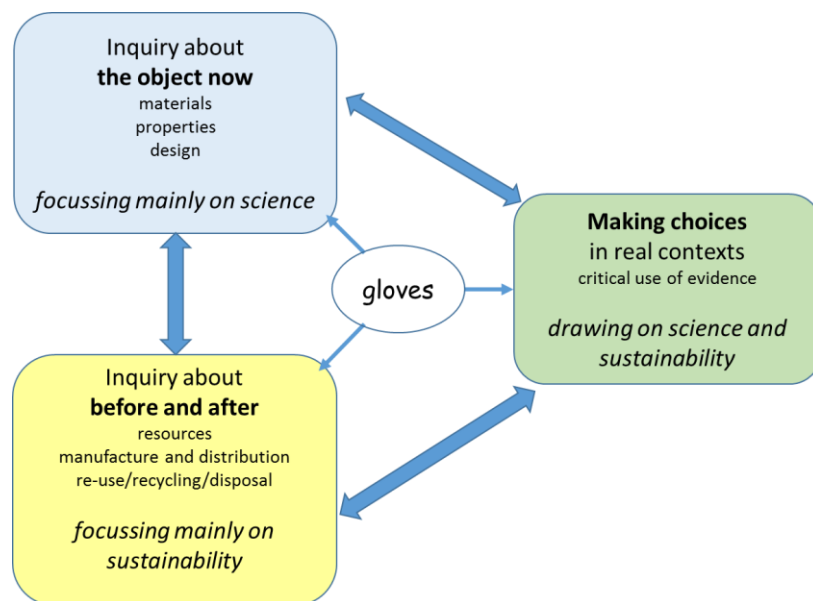 Inquiry about
the object now
materials
properties
design
focussing mainly on science
Making choices
in real contexts
critical use of evidence
drawing on science and
sustainability
gloves
Inquiry about
before and after
resources
manufacture and distribution
re-use/recycling/disposal
focussing mainly on
sustainability